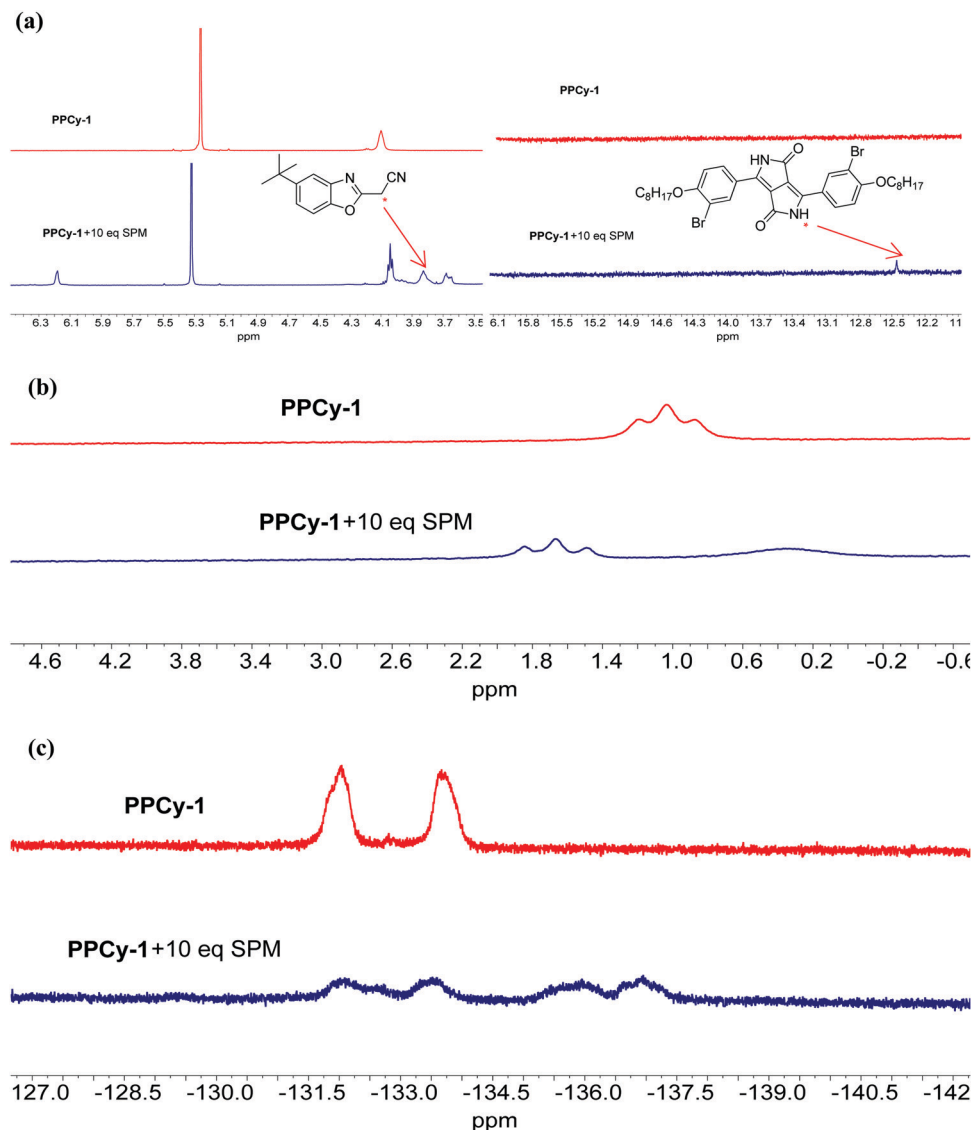 (a)
PPCy-1
PPCy-1
N
CN
O
*
HN
O
Br
C8H17O
OC8H17
Br
O
NH
*
PPCy-1+10 eq SPM
PPCy-1+10 eq SPM
6.3 6.1 5.9 5.7 5.5 5.3 5.1 4.9 4.7 4.5 4.3 4.1 3.9 3.7 3.5
ppm
6.1 15.8 15.5 15.2 14.9 14.6 14.3 14.0 13.7 13.4 13.1 12.8 12.5 12.2 11
ppm
(b)
PPCy-1
PPCy-1+10 eq SPM
4.6 4.2 3.8 3.4 3.0 2.6 2.2 1.8 1.4 1.0 0.6 0.2 -0.2 -0.6
ppm
(c)
PPCy-1
PPCy-1+10 eq SPM
127.0 -128.5 -130.0 -131.5 -133.0 -134.5 -136.0 -137.5 -139.0 -140.5 -142
ppm